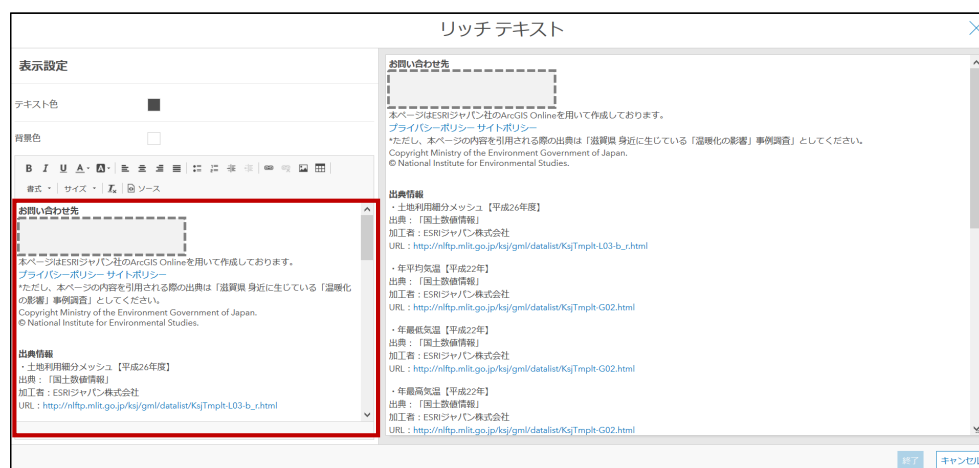 リッチ テキスト
表示設定
テキスト色
背景色
B I U A A
書式 サイズ Tx ソース
お問い合わせ先
本ページはESRIジャパン社のArcGIS Onlineを用いて作成しております。
プライバシーポリシー サイトポリシー
*ただし、本ページの内容を引用される際の出典は「滋賀県 身近に生じている「温暖化
の影響」事例調査」としてください。
Copyright Ministry of the Environment Government of Japan.
© National Institute for Environmental Studies.
出典情報
・土地利用細分メッシュ【平成26年度】
出典：「国土数値情報」
加工者：ESRIジャパン株式会社
URL：http://nlftp.mlit.go.jp/ksj/gml/datalist/KsjTmplt-L03-b_r.html
お問い合わせ先
本ページはESRIジャパン社のArcGIS Onlineを用いて作成しております。
プライバシーポリシー サイトポリシー
*ただし、本ページの内容を引用される際の出典は「滋賀県 身近に生じている「温暖化の影響」事例調査」としてください。
Copyright Ministry of the Environment Government of Japan.
© National Institute for Environmental Studies.
出典情報
・土地利用細分メッシュ【平成26年度】
出典：「国土数値情報」
加工者：ESRIジャパン株式会社
URL：http://nlftp.mlit.go.jp/ksj/gml/datalist/KsjTmplt-L03-b_r.html
・年平均気温【平成22年】
出典：「国土数値情報」
加工者：ESRIジャパン株式会社
URL：http://nlftp.mlit.go.jp/ksj/gml/datalist/KsjTmplt-G02.html
・年最低気温【平成22年】
出典：「国土数値情報」
加工者：ESRIジャパン株式会社
URL：http://nlftp.mlit.go.jp/ksj/gml/datalist/KsjTmplt-G02.html
・年最高気温【平成22年】
出典：「国土数値情報」
加工者：ESRIジャパン株式会社
URL：http://nlftp.mlit.go.jp/ksj/gml/datalist/KsjTmplt-G02.html
終了 キャンセル